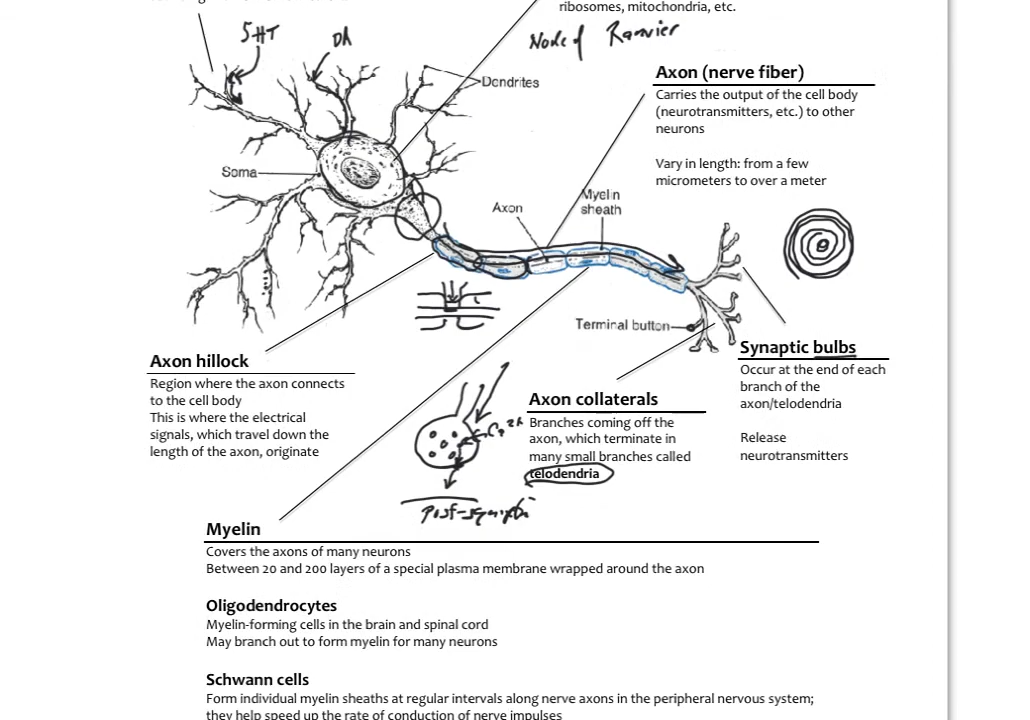 ribosomes, mitochondria, etc.
5HT
DA
Node of Ranvier
Dendrites
Soma
Axon (nerve fiber)
Carries the output of the cell body
(neurotransmitters, etc.) to other
neurons
Vary in length: from a few
micrometers to over a meter
Axon
Myelin
sheath
Terminal button
Axon hillock
Region where the axon connects
to the cell body
This is where the electrical
signals, which travel down the
length of the axon, originate
Synaptic bulbs
Occur at the end of each
branch of the
axon/telodendria
Release
neurotransmitters
Axon collaterals
Branches coming off the
axon, which terminate in
many small branches called
telodendria
Ca2+
Myelin
Covers the axons of many neurons
Between 20 and 200 layers of a special plasma membrane wrapped around the axon
Oligodendrocytes
Myelin-forming cells in the brain and spinal cord
May branch out to form myelin for many neurons
Schwann cells
Form individual myelin sheaths at regular intervals along nerve axons in the peripheral nervous system;
they help speed up the rate of conduction of nerve impulses